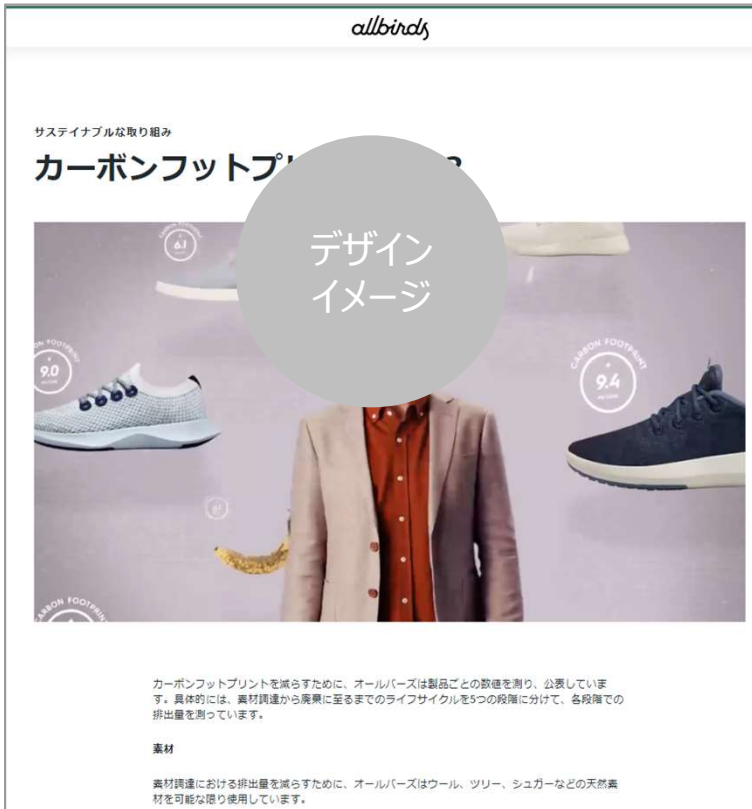 allbirds
サステイナブルな取り組み
カーボンフットプ
デザイン
イメージ
CARBON FOOTPRINT
6.1
CARBON FOOTPRINT
9.0
CARBON FOOTPRINT
9.4
CARBON FOOTPRINT
カーボンフットプリントを減らすために、オールバーズは製品ごとの数値を測り、公表していま
す。具体的には、素材調達から廃棄に至るまでのライフサイクルを5つの段階に分けて、各段階での
排出量を測っています。
素材
素材調達における排出量を減らすために、オールバーズはウール、ツリー、シュガーなどの天然素
材を可能な限り使用しています。